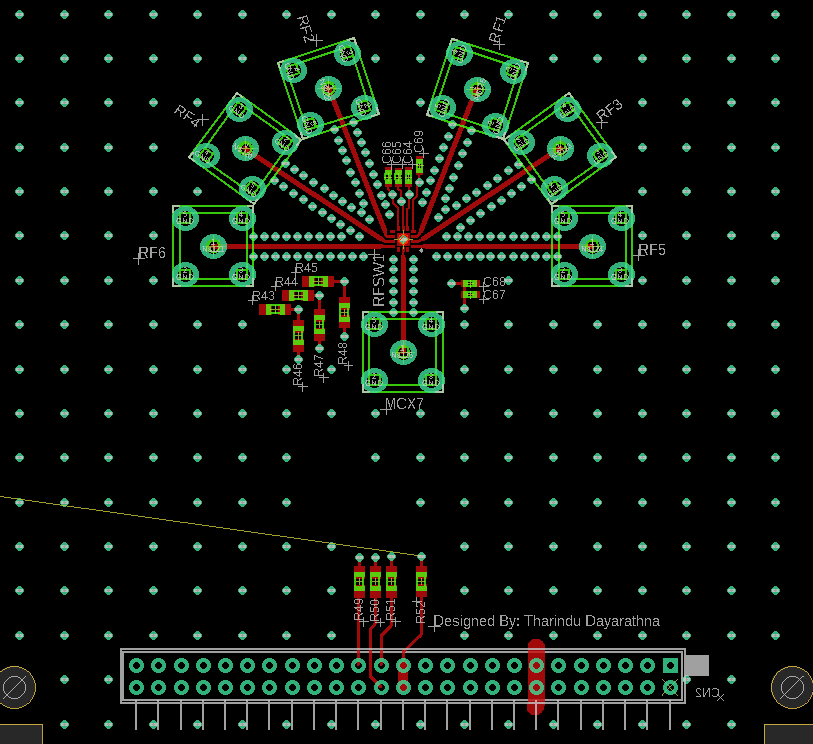 RF2
RF1
RF4
RF3
C66
C65
C64
C69
RF6
RF5
RFSW1
R45
R44
R43
C68
C67
R46
R47
R48
MCX7
R49
R50
R51
R52
Designed By: Tharindu Dayarathna
CN2